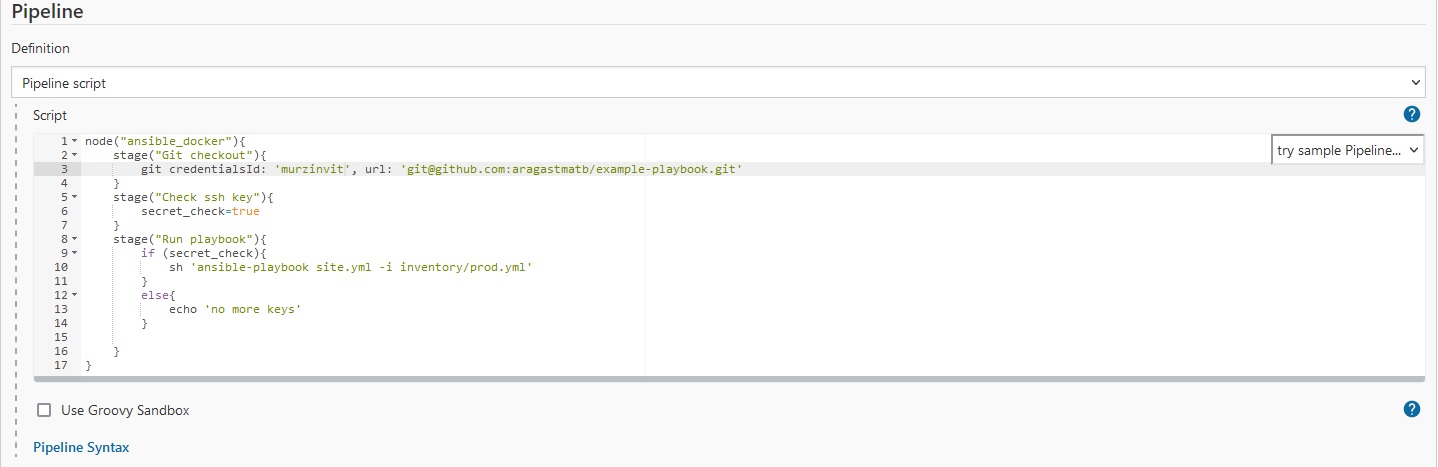 Pipeline
Definition
Pipeline script
Script
try sample Pipeline...
1 node("ansible_docker"){
2 stage("Git checkout"){
3 git credentialsId: 'murzinvit', url: 'git@github.com:aragastmatb/example-playbook.git'
4 }
5 stage("Check ssh key"){
6 secret_check=true
7 }
8 stage("Run playbook"){
9 if (secret_check){
10 sh 'ansible-playbook site.yml -i inventory/prod.yml'
11 }
12 else{
13 echo 'no more keys'
14 }
15
16 }
17 }
Use Groovy Sandbox
Pipeline Syntax